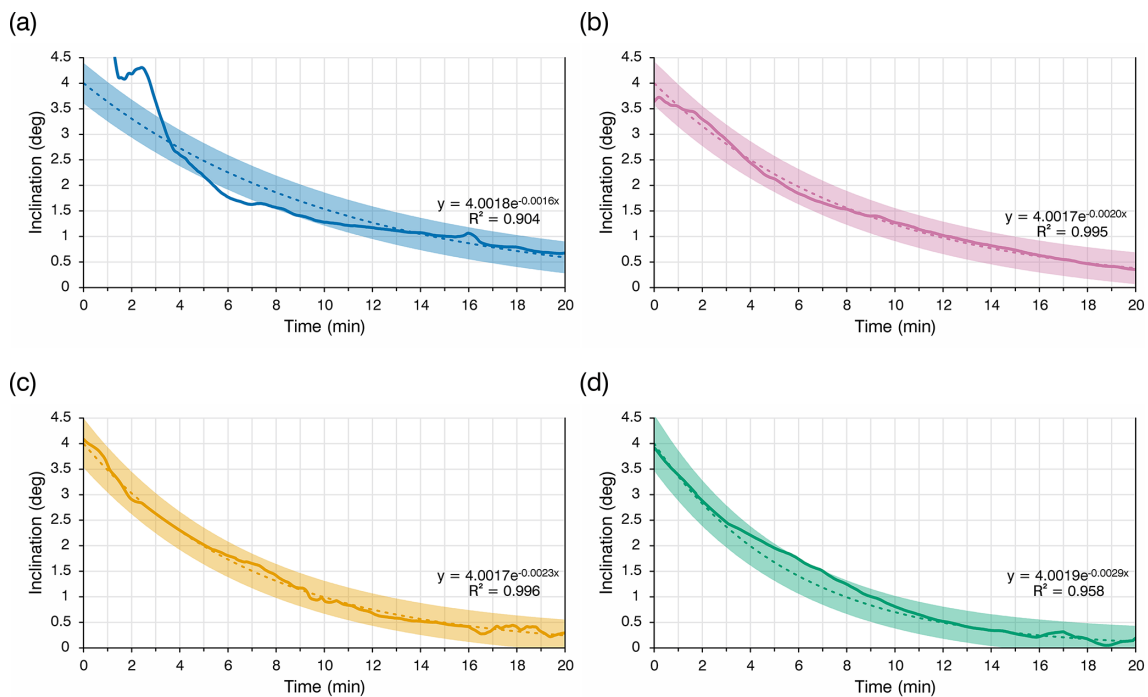 (a)
4.5
4
3.5
3
2.5
2
1.5
1
0.5
0
Inclination (deg)
y = 4.0018e^-0.0016x
R² = 0.904
0 2 4 6 8 10 12 14 16 18 20
Time (min)
(b)
4.5
4
3.5
3
2.5
2
1.5
1
0.5
0
Inclination (deg)
y = 4.0017e^-0.0020x
R² = 0.995
0 2 4 6 8 10 12 14 16 18 20
Time (min)
(c)
4.5
4
3.5
3
2.5
2
1.5
1
0.5
0
Inclination (deg)
y = 4.0017e^-0.0023x
R² = 0.996
0 2 4 6 8 10 12 14 16 18 20
Time (min)
(d)
4.5
4
3.5
3
2.5
2
1.5
1
0.5
0
Inclination (deg)
y = 4.0019e^-0.0029x
R² = 0.958
0 2 4 6 8 10 12 14 16 18 20
Time (min)